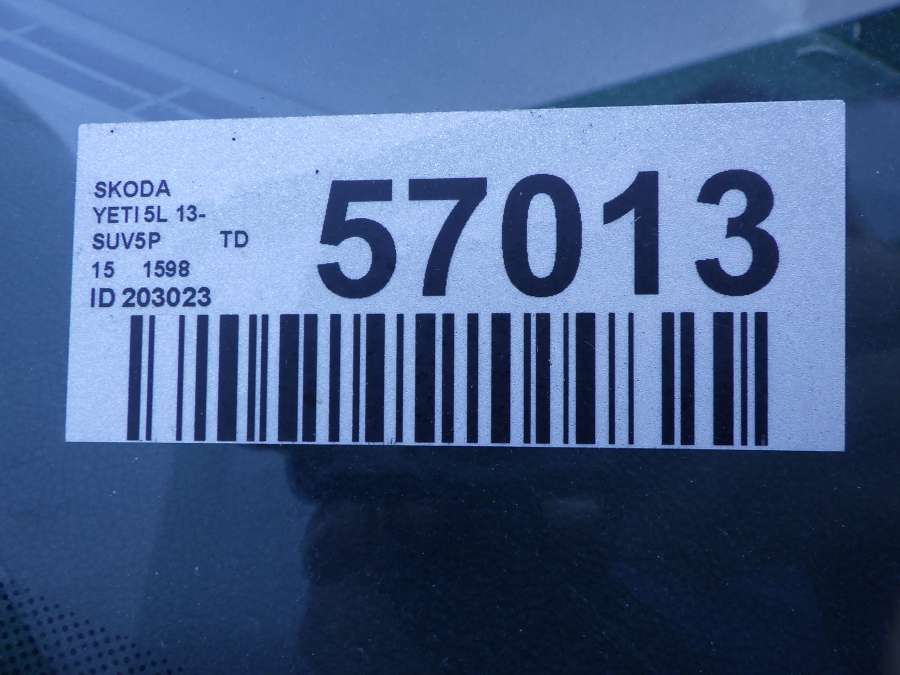 SKODA
YETI 5L 13-
SUV5P TD
15 1598
ID 203023
57013